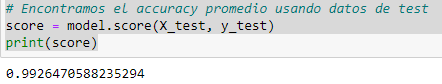 # Encontramos el accuracy promedio usando datos de test
score = model.score(X_test, y_test)
print(score)
0.9926470588235294